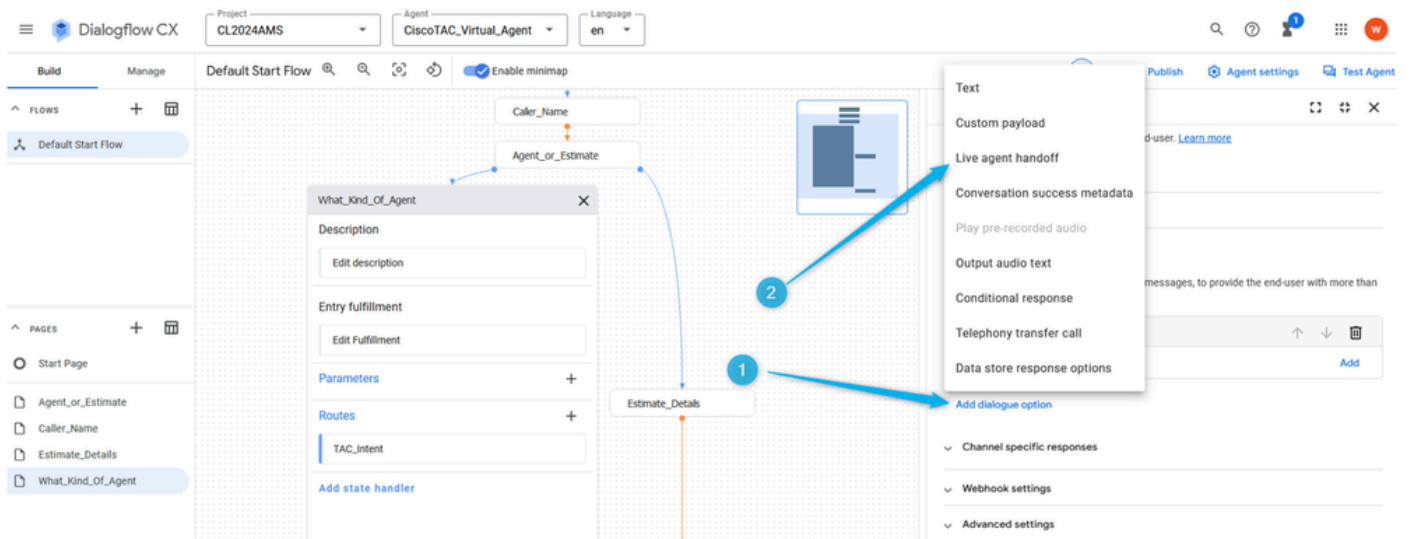 Dialogflow CX
Project
CL2024AMS
Agent
CiscoTAC_Virtual_Agent
Language
en
1
W
Build
Manage
Default Start Flow
Enable minimap
Publish
Agent settings
Test Agent
FLOWS
Default Start Flow
PAGES
Start Page
Agent_or_Estimate
Caller_Name
Estimate_Details
What_Kind_Of_Agent
Caller_Name
Agent_or_Estimate
What_Kind_Of_Agent
Description
Edit description
Entry fulfillment
Edit Fulfillment
Parameters
Routes
TAC_Intent
Add state handler
Estimate_Details
2
1
Text
Custom payload
Live agent handoff
Conversation success metadata
Play pre-recorded audio
Output audio text
Conditional response
Telephony transfer call
Data store response options
d-user. Learn more
messages, to provide the end-user with more than
Add
Add dialogue option
Channel specific responses
Webhook settings
Advanced settings